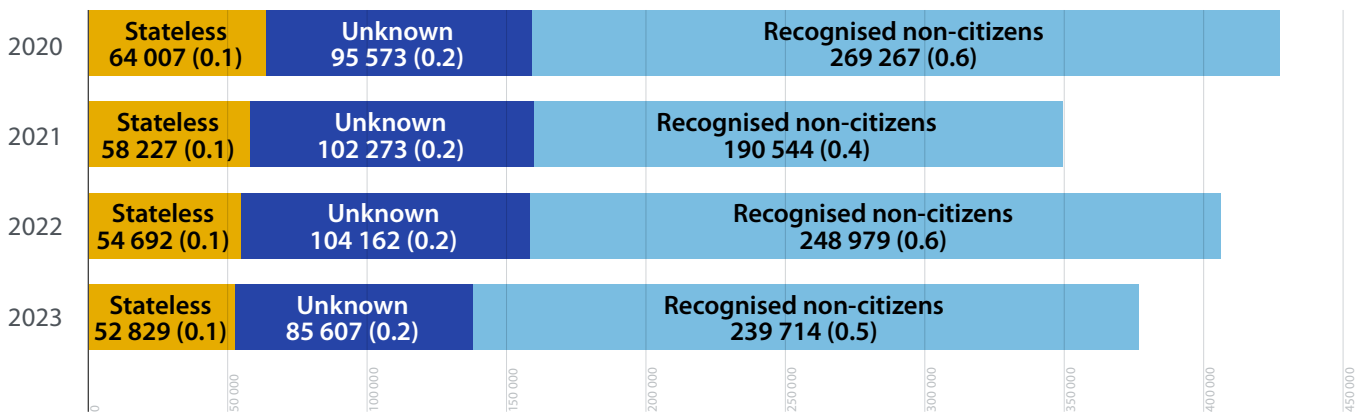 2020
Stateless
64 007 (0.1)
Unknown
95 573 (0.2)
Recognised non-citizens
269 267 (0.6)
2021
Stateless
58 227 (0.1)
Unknown
102 273 (0.2)
Recognised non-citizens
190 544 (0.4)
2022
Stateless
54 692 (0.1)
Unknown
104 162 (0.2)
Recognised non-citizens
248 979 (0.6)
2023
Stateless
52 829 (0.1)
Unknown
85 607 (0.2)
Recognised non-citizens
239 714 (0.5)
0
50 000
100 000
150 000
200 000
250 000
300 000
350 000
400 000
450 000